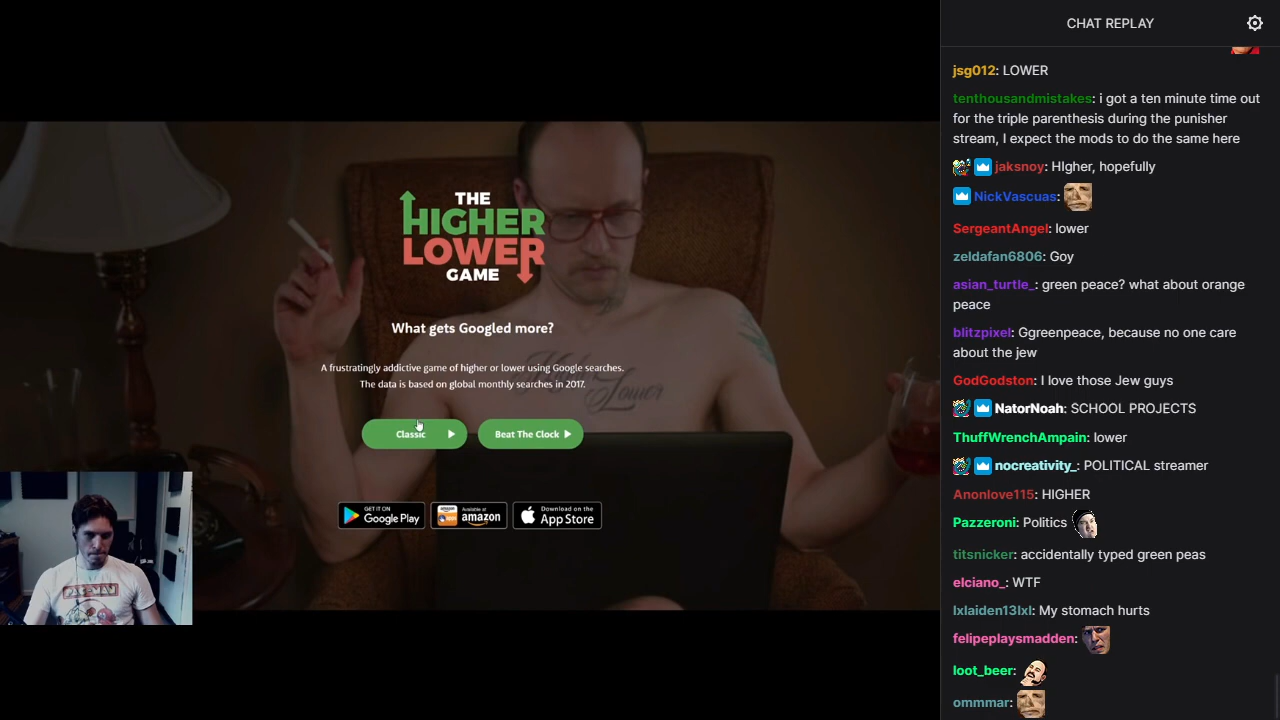 CHAT REPLAY
THE
HIGHER
LOWER
GAME
What gets Googled more?
A frustratingly addictive game of higher or lower using Google searches.
The data is based on global monthly searches in 2017.
Higher
Lower
Classic
Beat The Clock
GET IT ON
Google Play
Available at
amazon
Download on the
App Store
PAC-MAN
jsg012: LOWER
tenthousandmistakes: i got a ten minute time out
for the triple parenthesis during the punisher
stream, I expect the mods to do the same here
jaksnoy: HIgher, hopefully
NickVascuas:
SergeantAngel: lower
zeldafan6806: Goy
asian_turtle_: green peace? what about orange
peace
blitzpixel: Ggreenpeace, because no one care
about the jew
GodGodston: I love those Jew guys
NatorNoah: SCHOOL PROJECTS
ThuffWrenchAmpain: lower
nocreativity_: POLITICAL streamer
Anonlove115: HIGHER
Pazzeroni: Politics
titsnicker: accidentally typed green peas
elciano_: WTF
lxlaiden13lxl: My stomach hurts
felipeplaysmadden:
loot_beer:
ommmar: